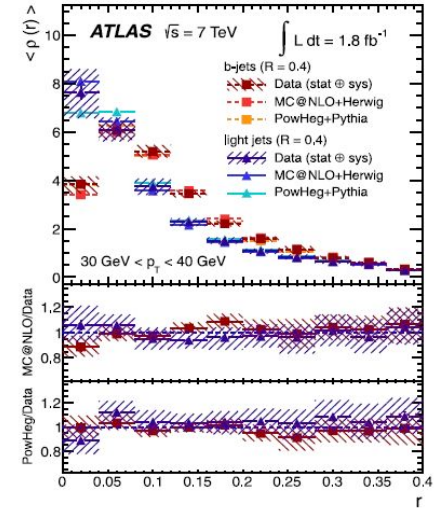 < ρ (r) >
ATLAS √s = 7 TeV ∫ L dt = 1.8 fb⁻¹
b-jets (R = 0.4)
Data (stat ⊕ sys)
MC@NLO+Herwig
PowHeg+Pythia
light jets (R = 0.4)
Data (stat ⊕ sys)
MC@NLO+Herwig
PowHeg+Pythia
30 GeV < p_T < 40 GeV
10
8
6
4
2
0
MC@NLO/Data
1.2
1
0.8
PowHeg/Data
1.2
1
0.8
0 0.05 0.1 0.15 0.2 0.25 0.3 0.35 0.4
r